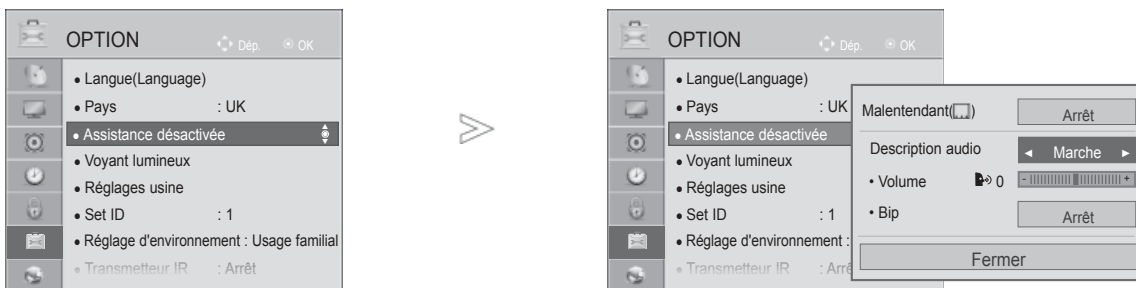 OPTION
Dép. OK
• Langue(Language)
• Pays : UK
• Assistance désactivée
• Voyant lumineux
• Réglages usine
• Set ID : 1
• Réglage d'environnement : Usage familial
• Transmetteur IR : Arrêt
OPTION
Dép. OK
• Langue(Language)
• Pays : UK
• Assistance désactivée
• Voyant lumineux
• Réglages usine
• Set ID : 1
• Réglage d'environnement :
• Transmetteur IR : Arrê
Malentendant( ) Arrêt
Description audio ◄ Marche ►
• Volume 0 - +
• Bip Arrêt
Fermer